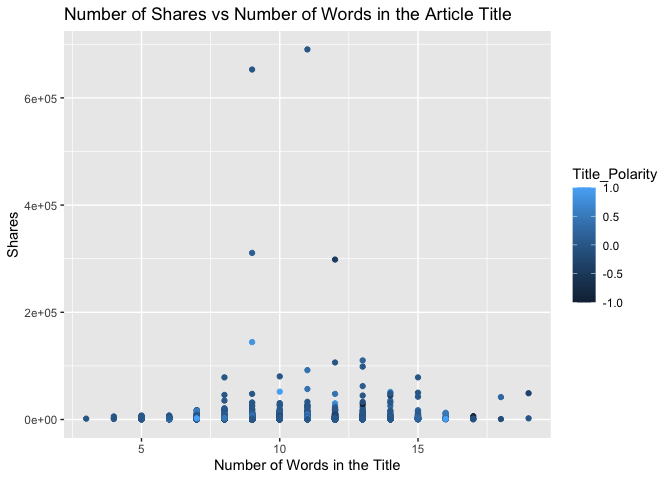 Number of Shares vs Number of Words in the Article Title
6e+05
4e+05
2e+05
0e+00
Shares
5
10
15
Number of Words in the Title
Title_Polarity
1.0
0.5
0.0
-0.5
-1.0